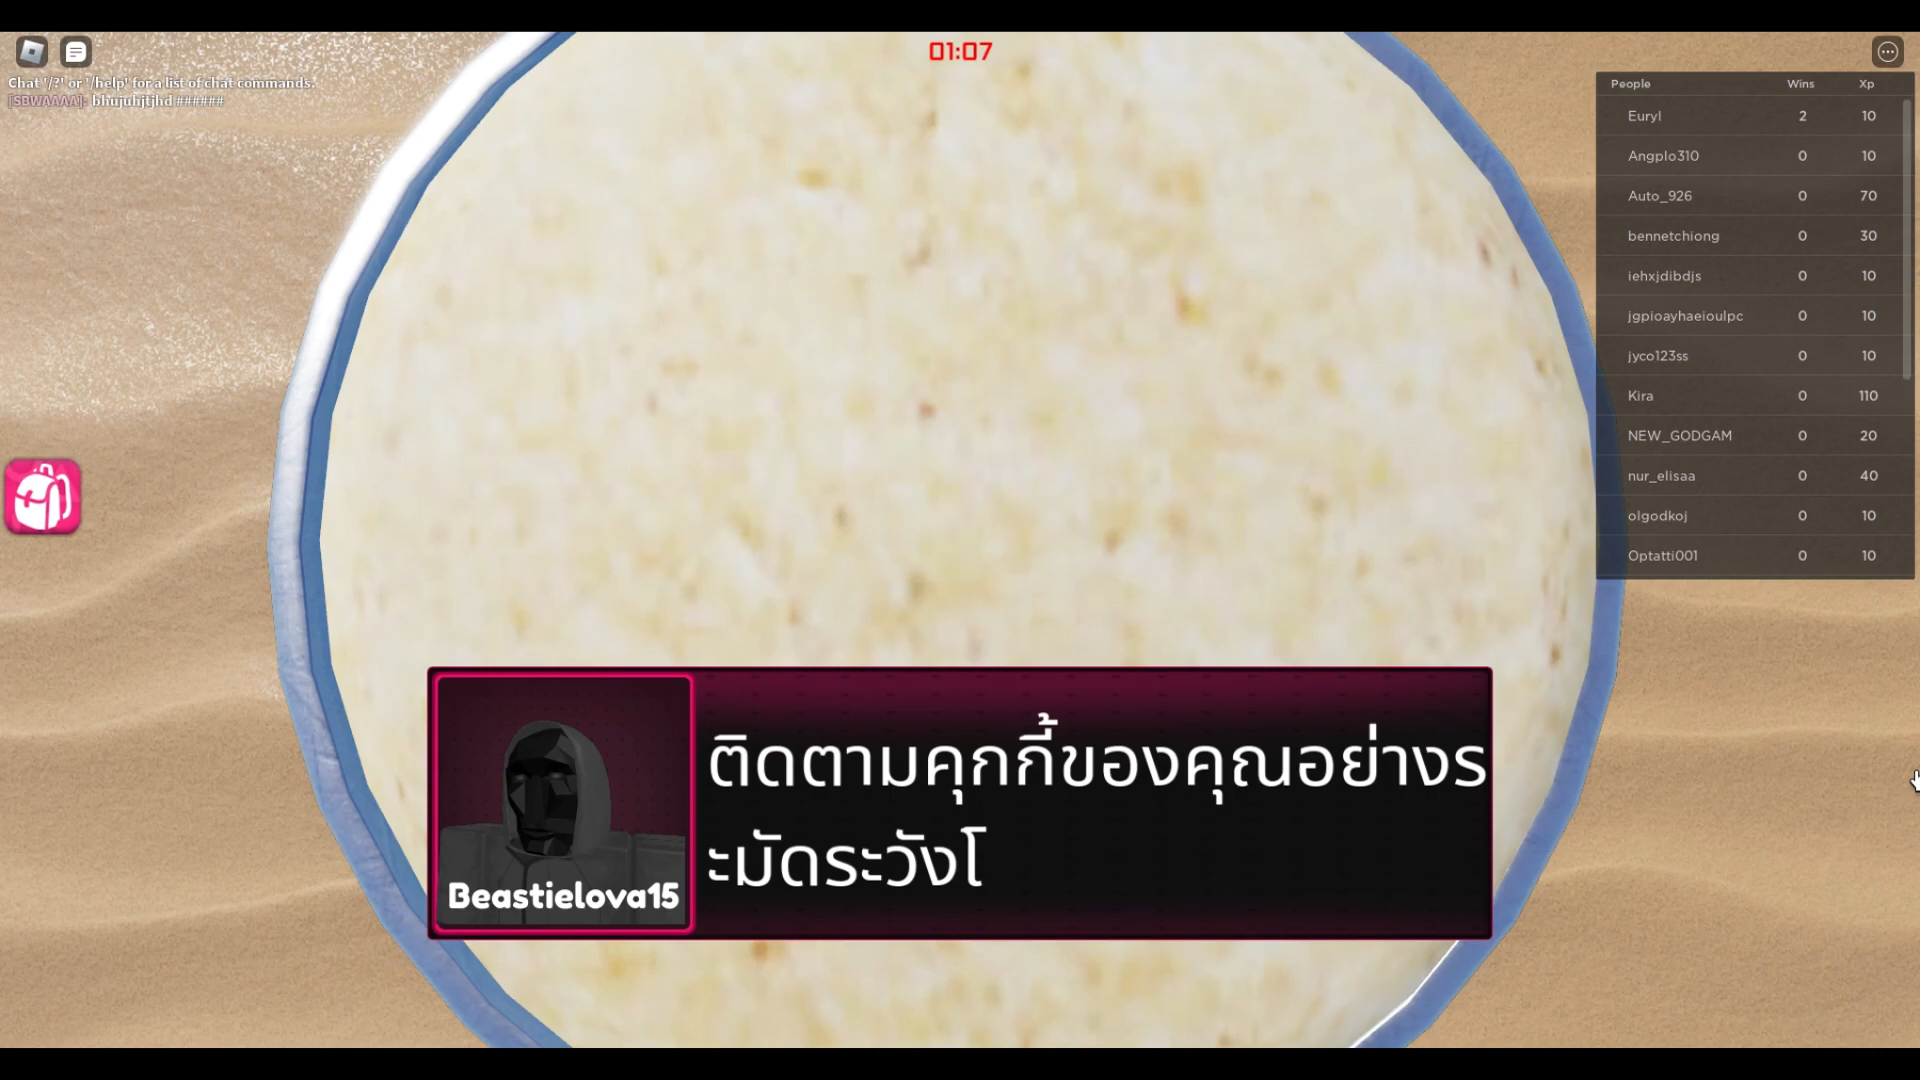 01:07
Chat '/?' or '/help' for a list of chat commands.
[SBWAAAA]: bhujuhjtjhd ######
People Wins Xp
Euryl 2 10
Angplo310 0 10
Auto_926 0 70
bennetchiong 0 30
iehxjdibdjs 0 10
jgpioayhaeioulpc 0 10
jyco123ss 0 10
Kira 0 110
NEW_GODGAM 0 20
nur_elisaa 0 40
olgodkoj 0 10
Optatti001 0 10
ติดตามคุกกี้ของคุณอย่างร
ะมัดระวังโ
Beastielova15